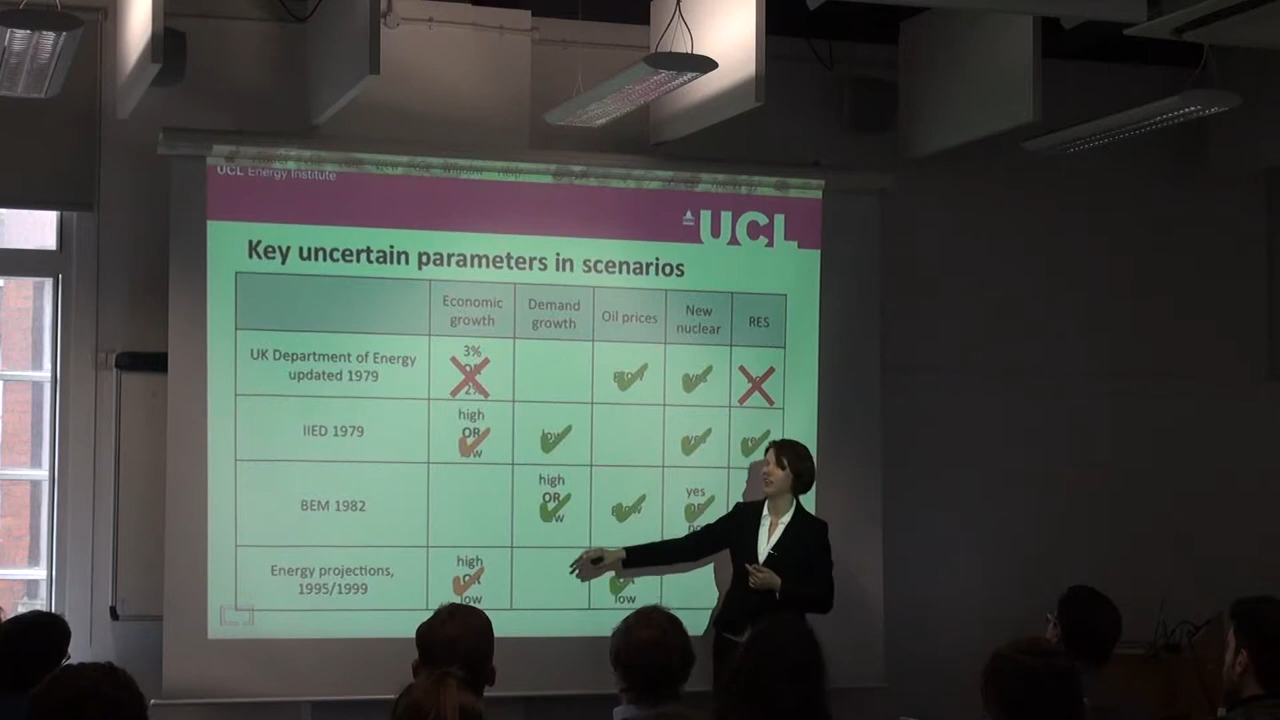 UCL Energy Institute
UCL
Key uncertain parameters in scenarios
Economic growth
Demand growth
Oil prices
New nuclear
RES
UK Department of Energy updated 1979
3%
IIED 1979
high
OR
low
yes
yes
BEM 1982
high
OR
yes
Energy projections, 1995/1999
high
low
low